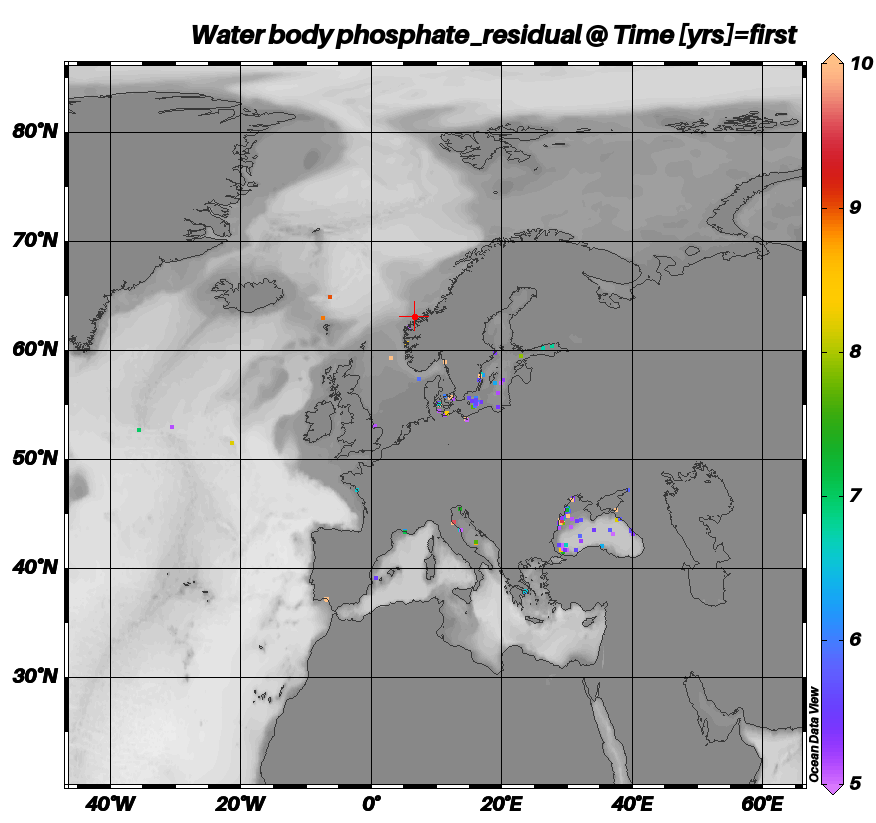 Water body phosphate_residual @ Time [yrs]=first
10
9
8
7
6
5
80°N
70°N
60°N
50°N
40°N
30°N
40°W
20°W
0°
20°E
40°E
60°E
Ocean Data View